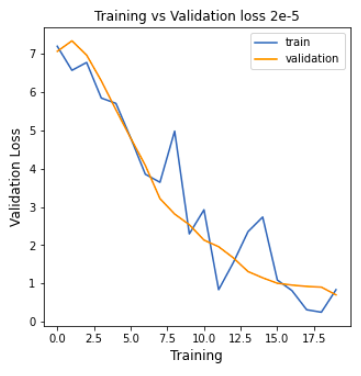 Training vs Validation loss 2e-5
train
validation
7
6
5
4
3
2
1
0
Validation Loss
0.0 2.5 5.0 7.5 10.0 12.5 15.0 17.5
Training